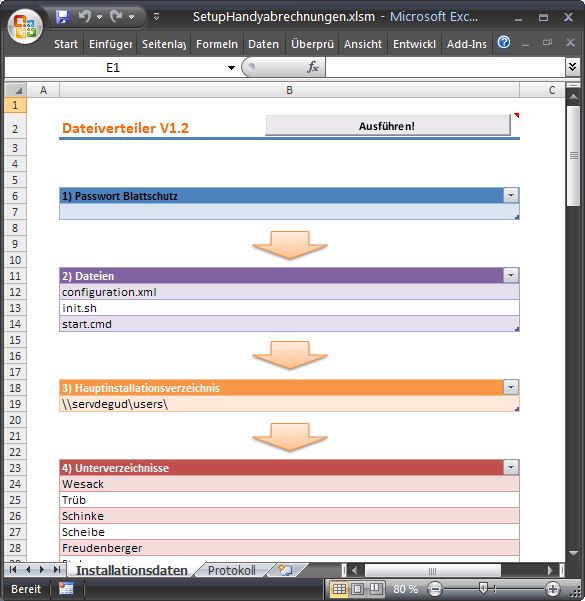 SetupHandyabrechnungen.xlsm - Microsoft Exc...
Start Einfügen Seitenlay Formeln Daten Überprü Ansicht Entwickl Add-Ins
E1 fx
A B C
1
2 Dateiverteiler V1.2 Ausführen!
3
4
5
6 1) Passwort Blattschutz
7
8
9
10
11 2) Dateien
12 configuration.xml
13 init.sh
14 start.cmd
15
16
17
18 3) Hauptinstallationsverzeichnis
19 \\servdegud\users\
20
21
22
23 4) Unterverzeichnisse
24 Wesack
25 Trüb
26 Schinke
27 Scheibe
28 Freudenberger
Installationsdaten Protokoll
Bereit 80 %